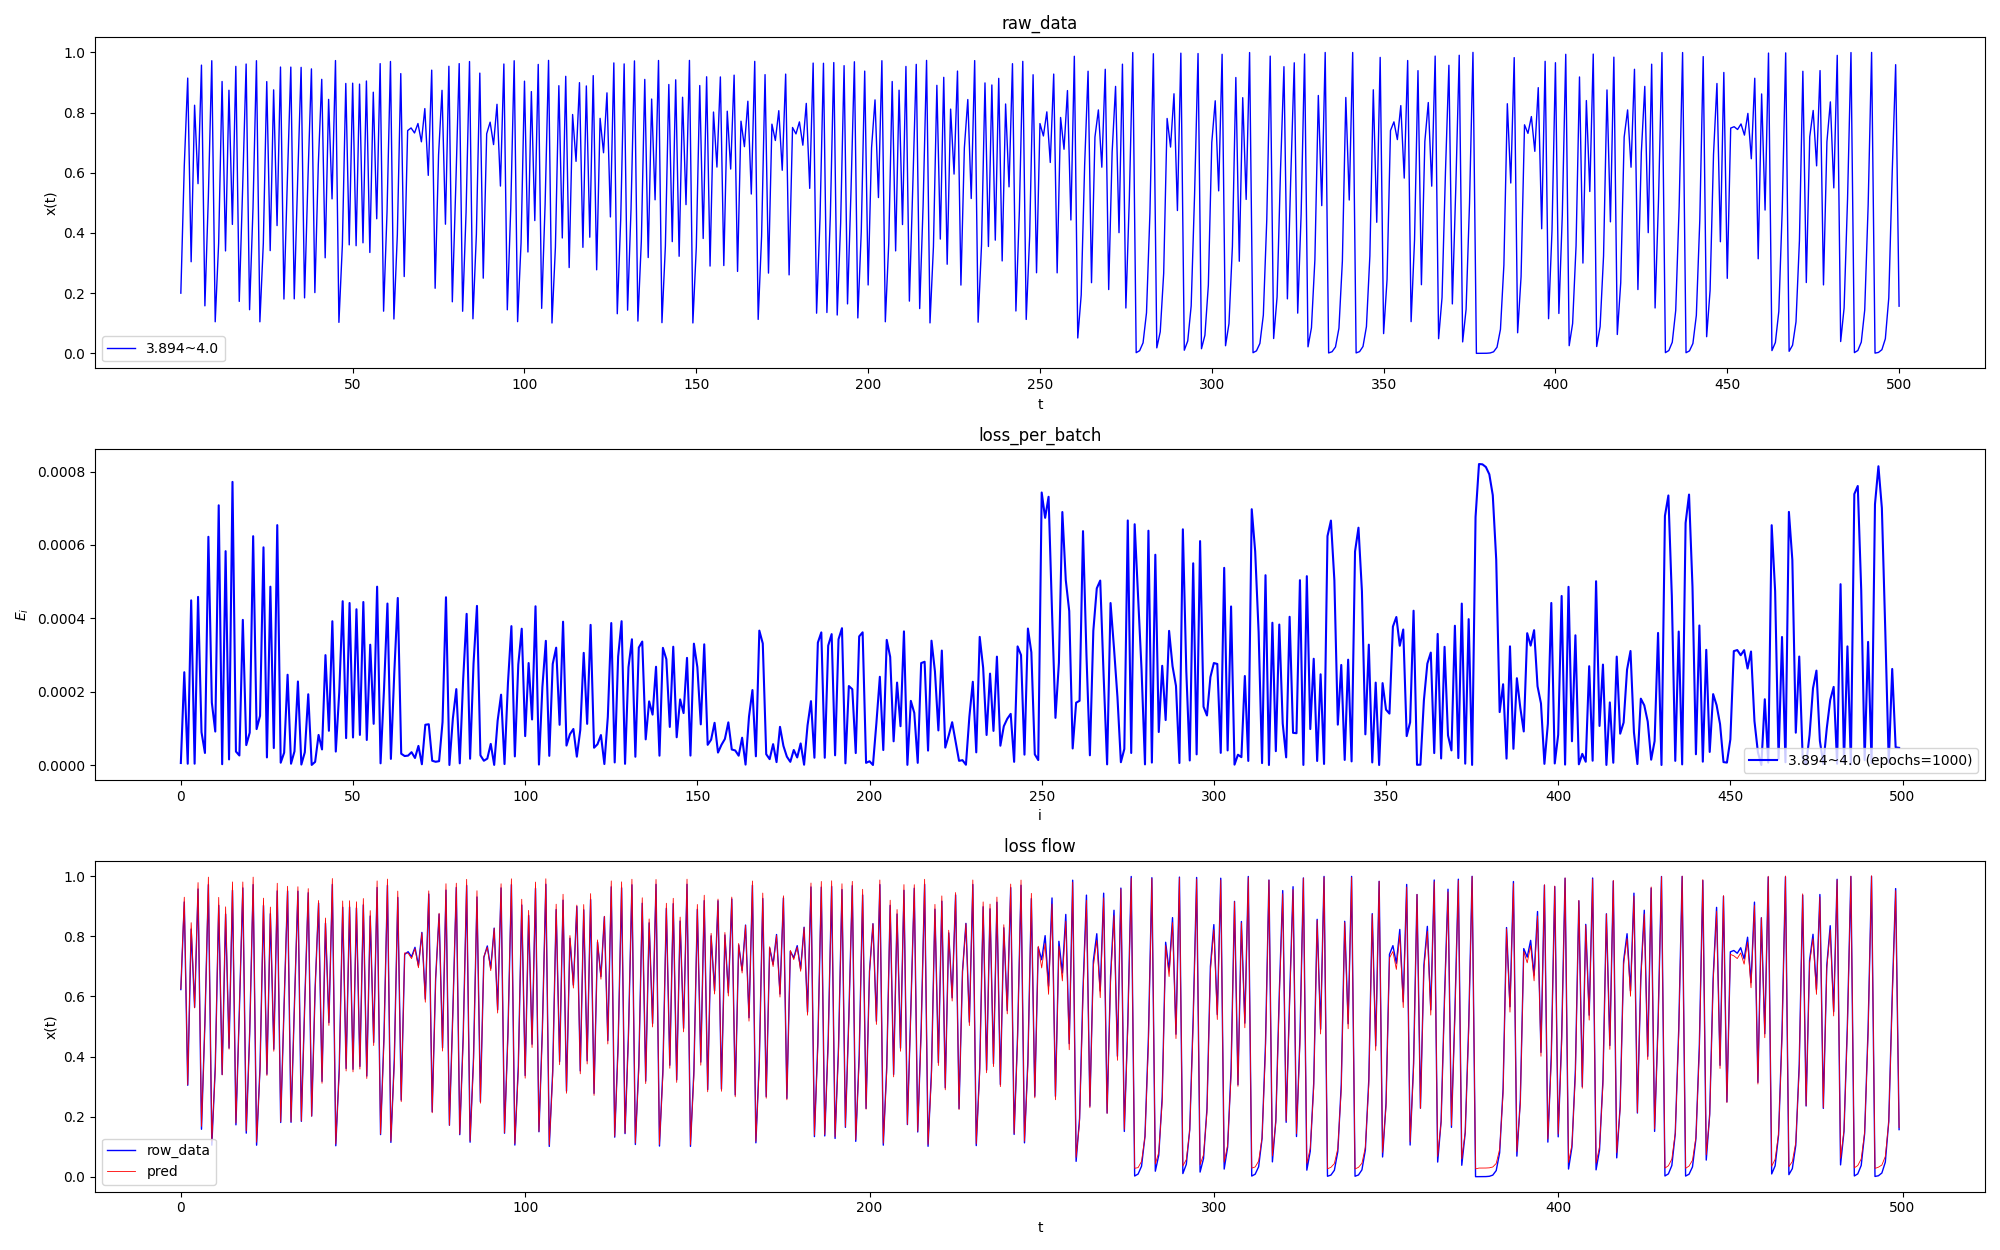 raw_data
1.0
0.8
0.6
0.4
0.2
0.0
x(t)
3.894~4.0
50 100 150 200 250 300 350 400 450 500
t
loss_per_batch
0.0008
0.0006
0.0004
0.0002
0.0000
E_i
3.894~4.0 (epochs=1000)
0 50 100 150 200 250 300 350 400 450 500
i
loss flow
1.0
0.8
0.6
0.4
0.2
0.0
x(t)
row_data
pred
0 100 200 300 400 500
t